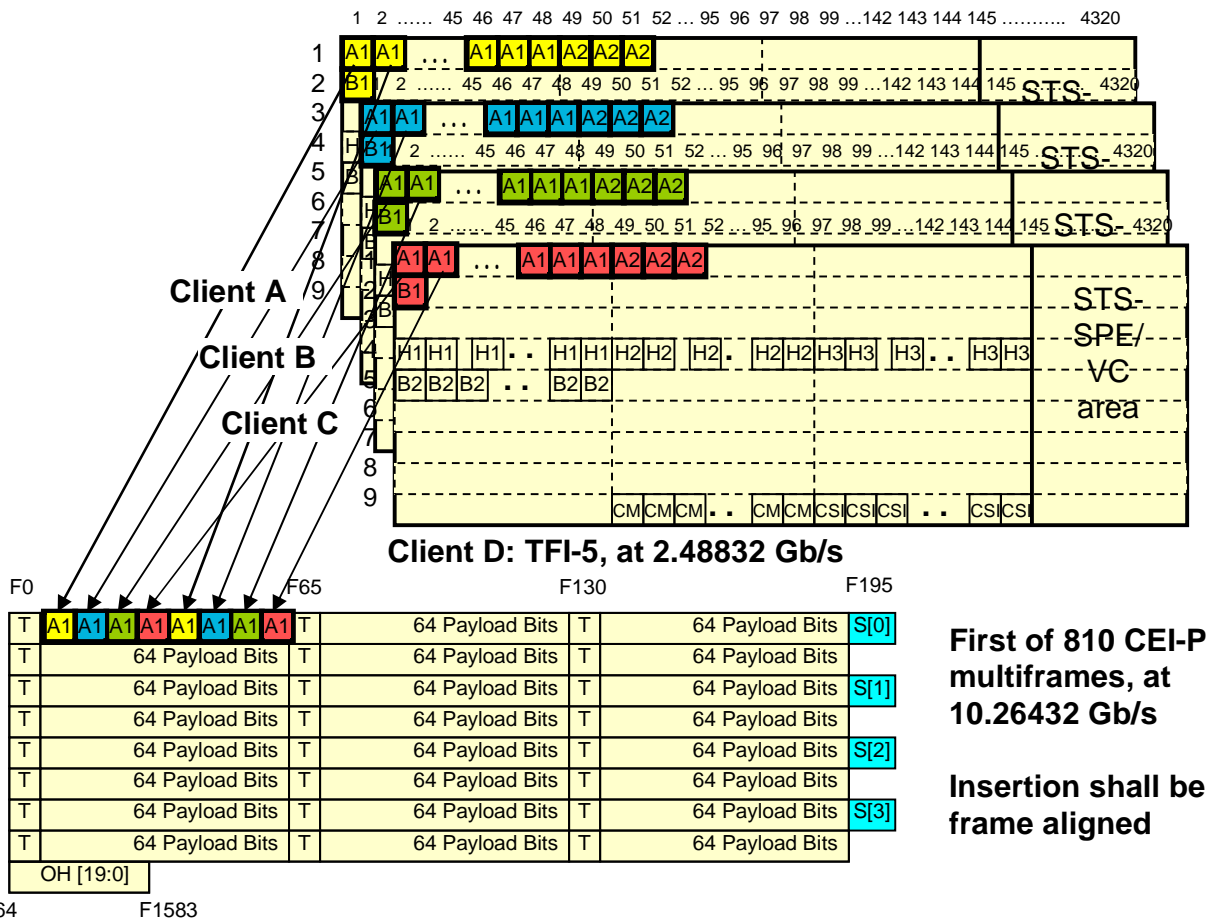 1 2 …… 45 46 47 48 49 50 51 52 … 95 96 97 98 99 …142 143 144 145 ……….. 4320
1 A1 A1 … A1 A1 A1 A2 A2 A2
2 B1 2 …… 45 46 47 48 49 50 51 52 … 95 96 97 98 99 …142 143 144 145 4320
STS-
3 A1 A1 … A1 A1 A1 A2 A2 A2
4 H B1 2 …… 45 46 47 48 49 50 51 52 … 95 96 97 98 99 …142 143 144 145 4320
STS-
5 B A1 A1 … A1 A1 A1 A2 A2 A2
6 H B1
7 2 …… 45 46 47 48 49 50 51 52 … 95 96 97 98 99 …142 143 144 145 4320
STS-
8 A1 A1 … A1 A1 A1 A2 A2 A2
9 H B1
2
B
3
4 H1 H1 H1 . . H1 H1 H2 H2 H2 . H2 H2 H3 H3 H3 . . H3 H3
5 B2 B2 B2 . . B2 B2
6
7
8
9 CM CM CM . . CM CM CSI CSI CSI . . CSI CSI
STS-
SPE/
VC
area
Client A
Client B
Client C
Client D: TFI-5, at 2.48832 Gb/s
F0 F65 F130 F195
T A1 A1 A1 A1 A1 A1 A1 A1 T 64 Payload Bits T 64 Payload Bits S[0]
T 64 Payload Bits T 64 Payload Bits T 64 Payload Bits
T 64 Payload Bits T 64 Payload Bits T 64 Payload Bits S[1]
T 64 Payload Bits T 64 Payload Bits T 64 Payload Bits
T 64 Payload Bits T 64 Payload Bits T 64 Payload Bits S[2]
T 64 Payload Bits T 64 Payload Bits T 64 Payload Bits
T 64 Payload Bits T 64 Payload Bits T 64 Payload Bits S[3]
T 64 Payload Bits T 64 Payload Bits T 64 Payload Bits
OH [19:0]
64 F1583
First of 810 CEI-P
multiframes, at
10.26432 Gb/s
Insertion shall be
frame aligned